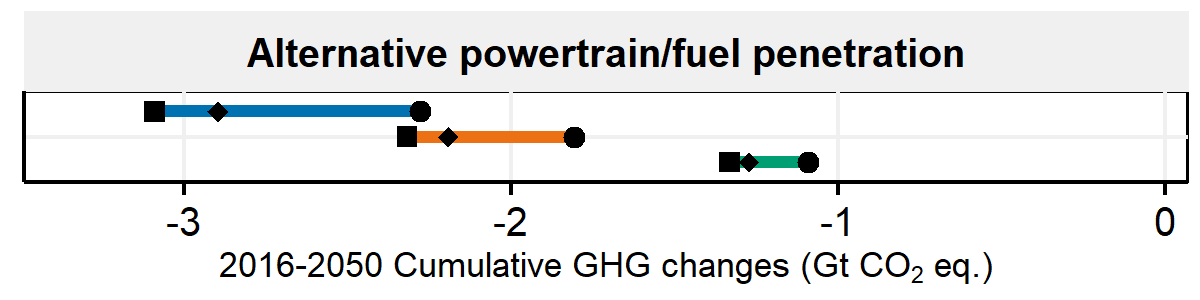 Alternative powertrain/fuel penetration
-3 -2 -1 0
2016-2050 Cumulative GHG changes (Gt CO₂ eq.)